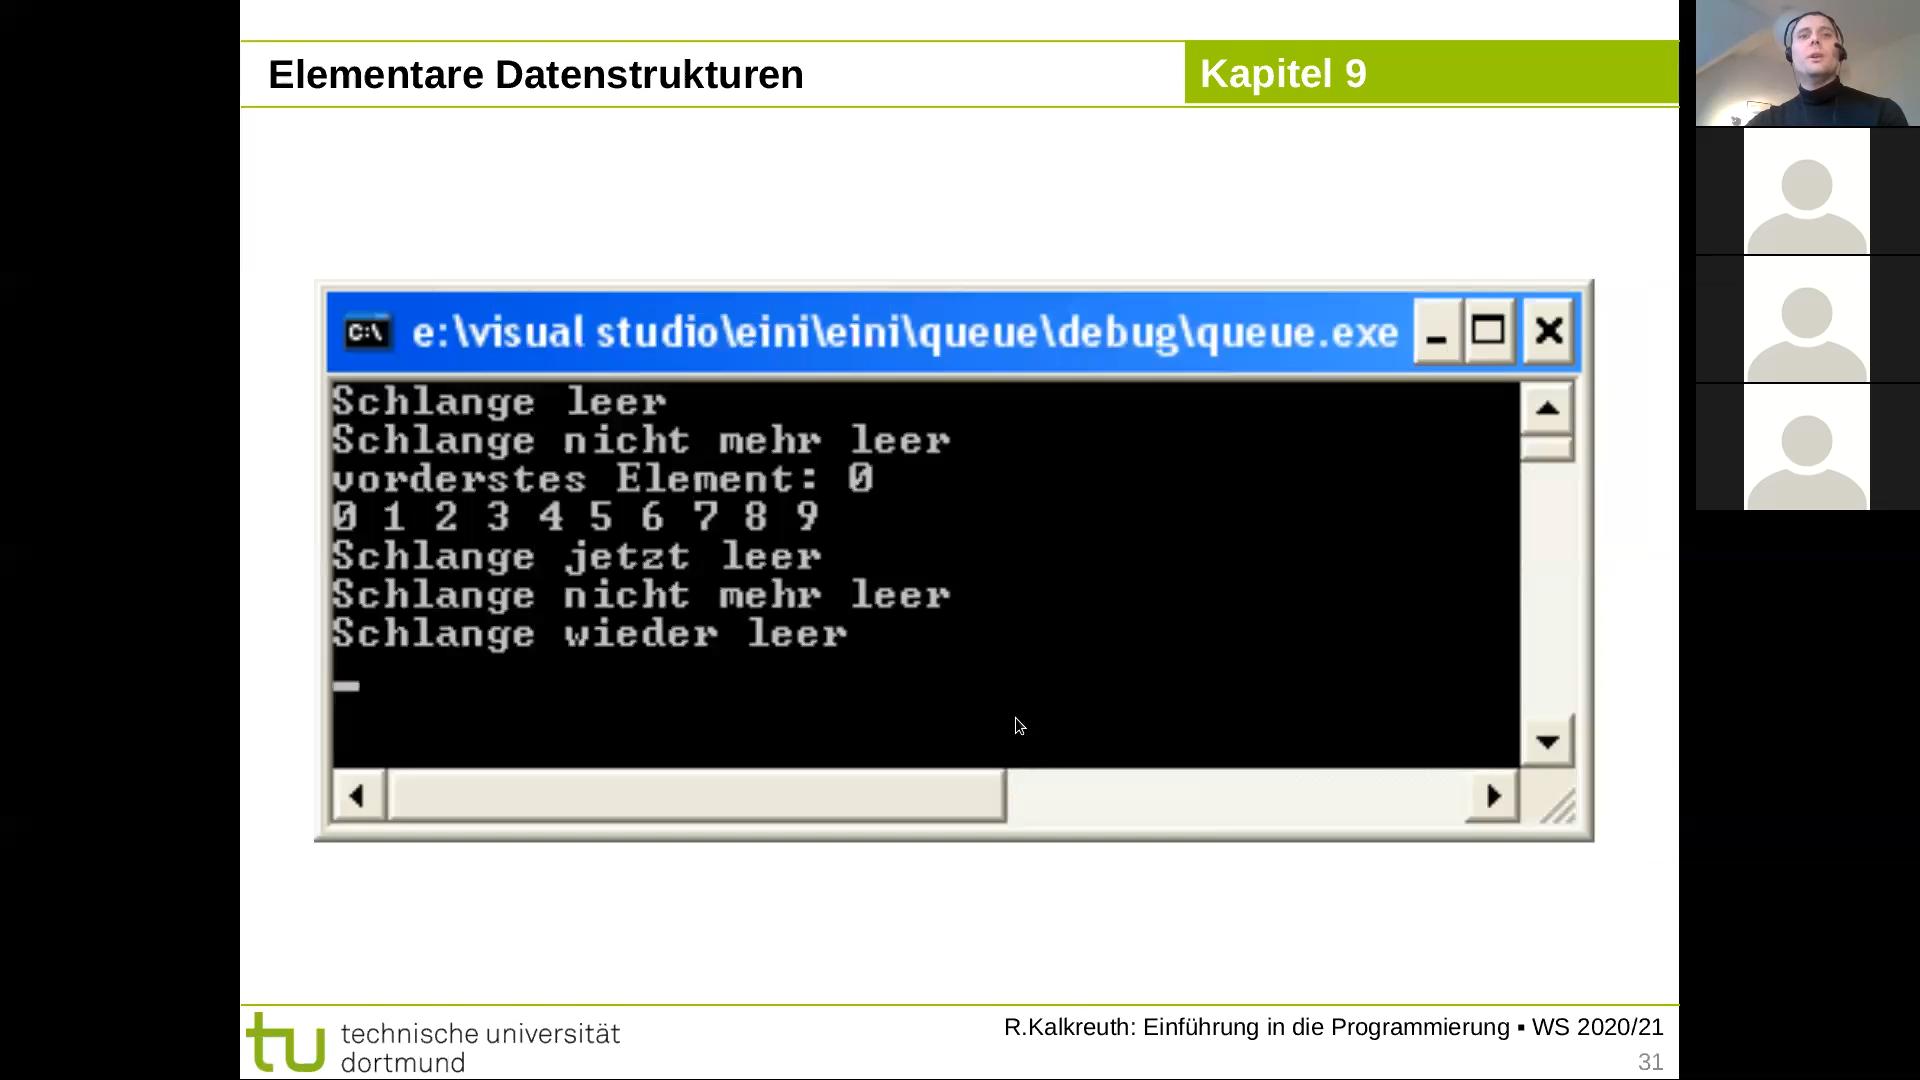 Elementare Datenstrukturen
Kapitel 9
C:\ e:\visual studio\eini\eini\queue\debug\queue.exe
Schlange leer
Schlange nicht mehr leer
vorderstes Element: 0
0 1 2 3 4 5 6 7 8 9
Schlange jetzt leer
Schlange nicht mehr leer
Schlange wieder leer
tu technische universität
dortmund
R.Kalkreuth: Einführung in die Programmierung ▪ WS 2020/21
31